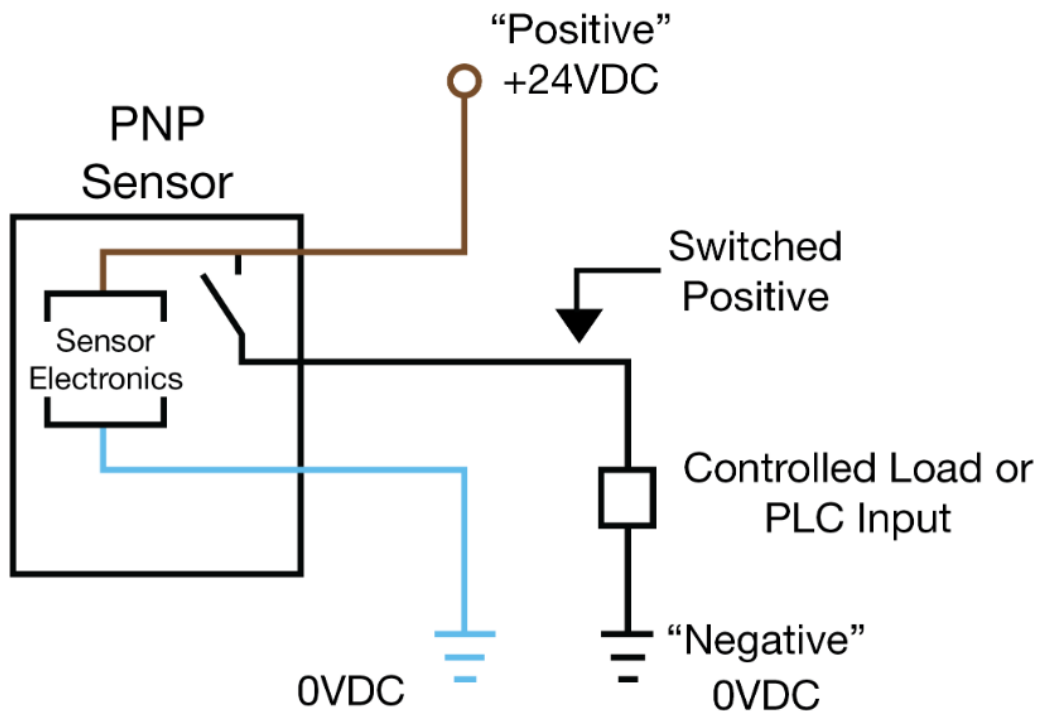 “Positive”
+24VDC
PNP
Sensor
Switched
Positive
Sensor
Electronics
Controlled Load or
PLC Input
“Negative”
0VDC
0VDC